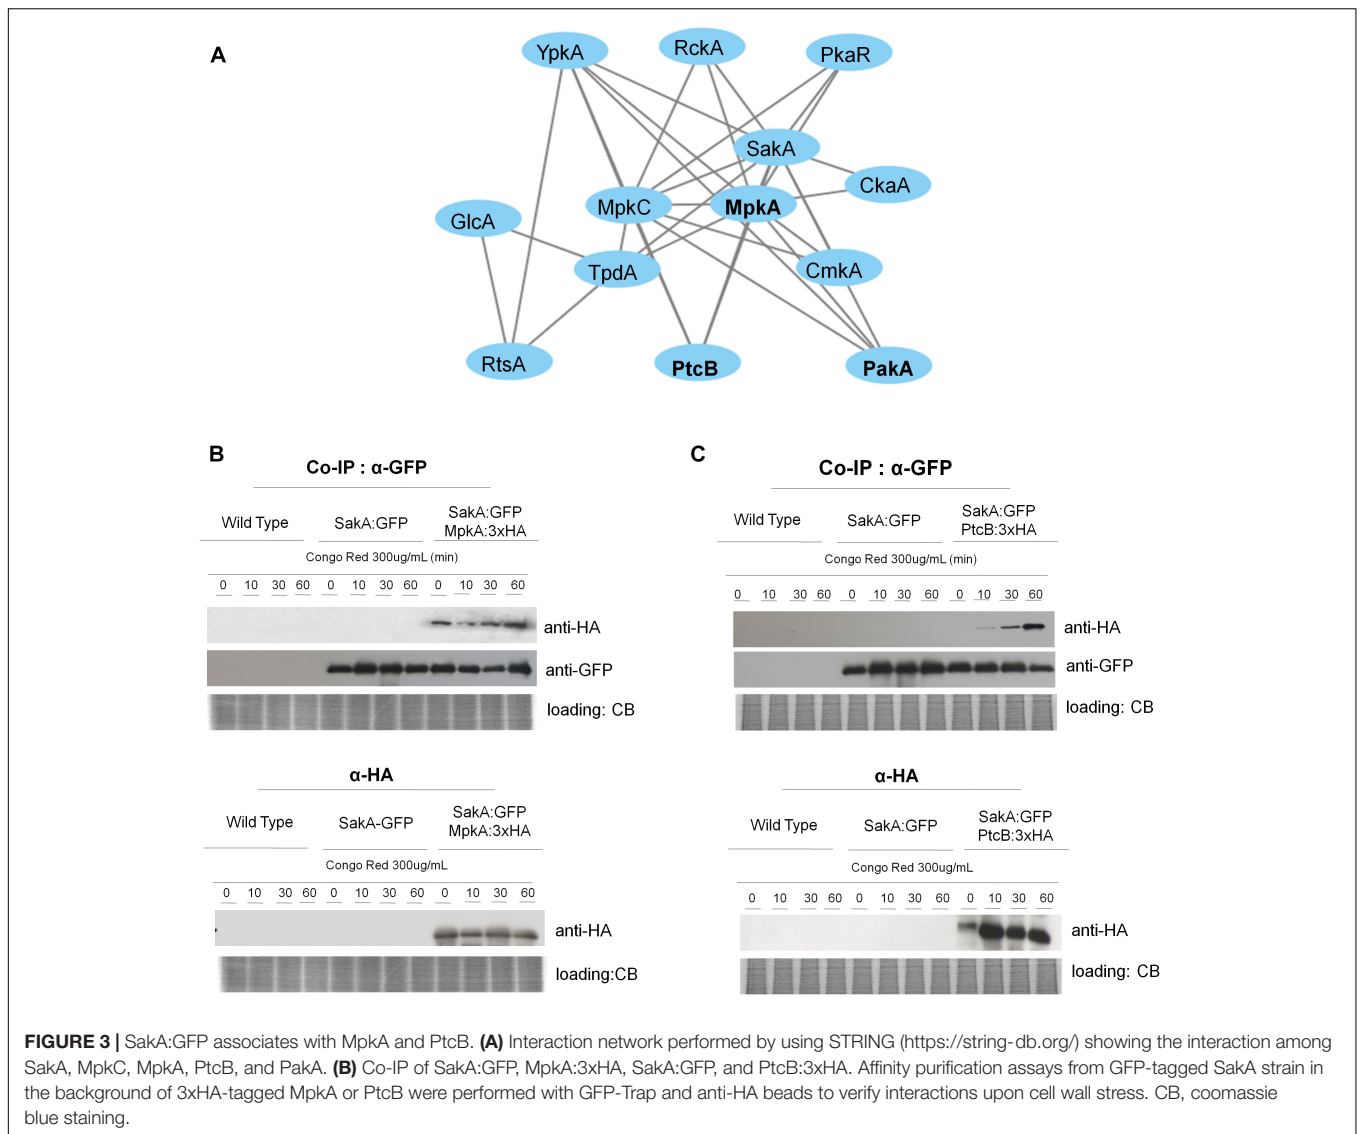 A
YpkA
RckA
PkaR
SakA
CkaA
MpkC
MpkA
GlcA
TpdA
CmkA
RtsA
PtcB
PakA
B
Co-IP : α-GFP
Wild Type
SakA:GFP
SakA:GFP
MpkA:3xHA
Congo Red 300ug/mL (min)
0 10 30 60 0 10 30 60 0 10 30 60
anti-HA
anti-GFP
loading: CB
α-HA
Wild Type
SakA-GFP
SakA:GFP
MpkA:3xHA
Congo Red 300ug/mL
0 10 30 60 0 10 30 60 0 10 30 60
anti-HA
loading:CB
C
Co-IP : α-GFP
Wild Type
SakA:GFP
SakA:GFP
PtcB:3xHA
Congo Red 300ug/mL (min)
0 10 30 60 0 10 30 60 0 10 30 60
anti-HA
anti-GFP
loading: CB
α-HA
Wild Type
SakA:GFP
SakA:GFP
PtcB:3xHA
Congo Red 300ug/mL
0 10 30 60 0 10 30 60 0 10 30 60
anti-HA
loading: CB
FIGURE 3 | SakA:GFP associates with MpkA and PtcB. (A) Interaction network performed by using STRING (https://string-db.org/) showing the interaction among
SakA, MpkC, MpkA, PtcB, and PakA. (B) Co-IP of SakA:GFP, MpkA:3xHA, SakA:GFP, and PtcB:3xHA. Affinity purification assays from GFP-tagged SakA strain in
the background of 3xHA-tagged MpkA or PtcB were performed with GFP-Trap and anti-HA beads to verify interactions upon cell wall stress. CB, coomassie
blue staining.